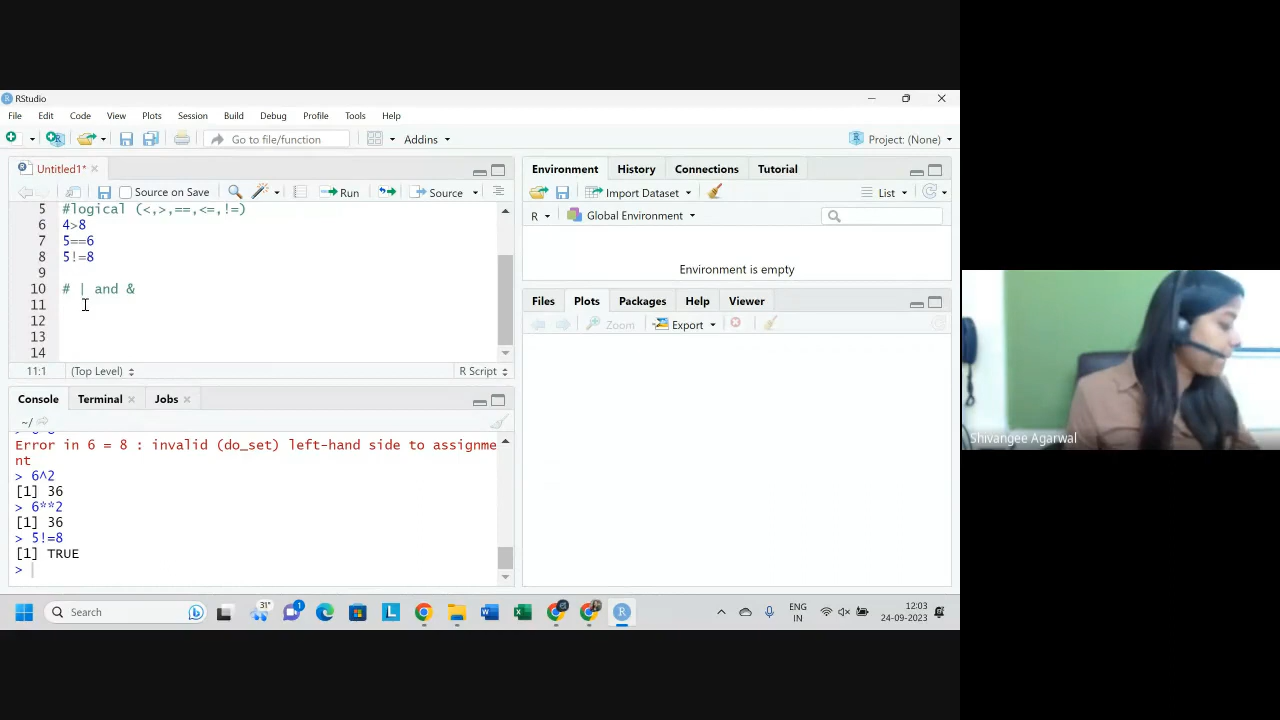 RStudio
File Edit Code View Plots Session Build Debug Profile Tools Help
Go to file/function Addins Project: (None)
Untitled1*
Source on Save Run Source
5 #logical (<,>,==,<=,!=)
6 4>8
7 5==6
8 5!=8
9
10 # | and &
11
12
13
14
11:1 (Top Level) R Script
Console Terminal Jobs
~/
Error in 6 = 8 : invalid (do_set) left-hand side to assignme
nt
> 6^2
[1] 36
> 6**2
[1] 36
> 5!=8
[1] TRUE
>
Environment History Connections Tutorial
Import Dataset List
R Global Environment
Environment is empty
Files Plots Packages Help Viewer
Zoom Export
Shivangee Agarwal
Search 31° 1 ENG
IN
12:03
24-09-2023